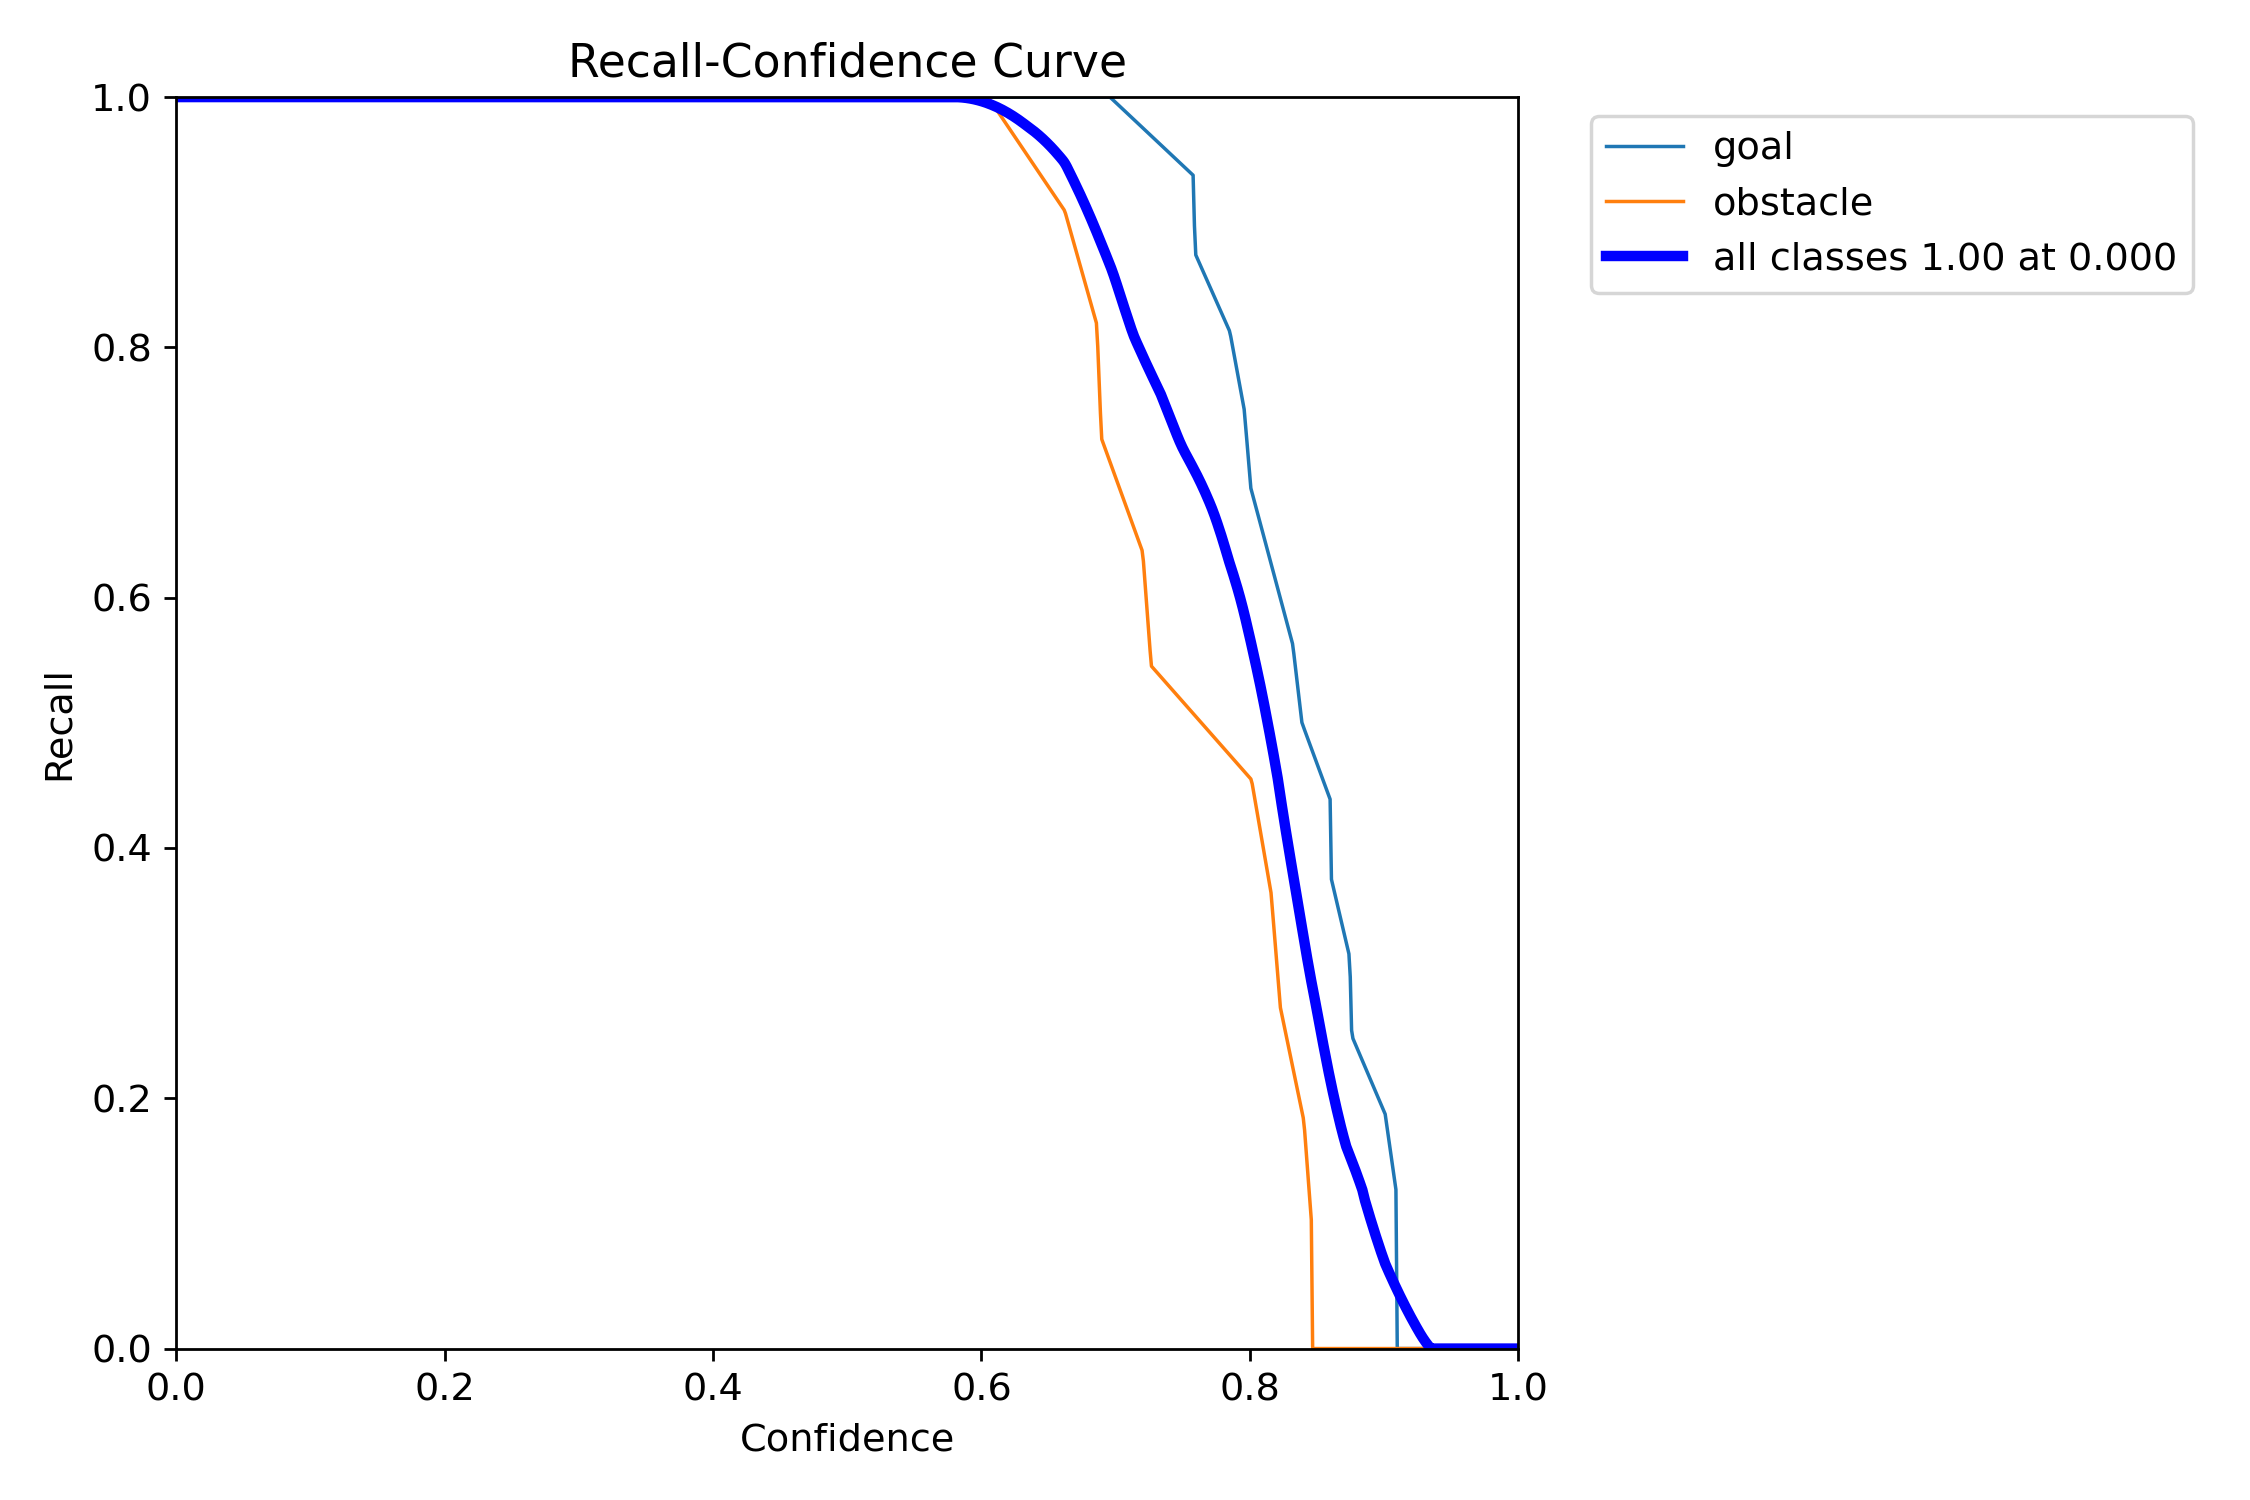 Recall-Confidence Curve
1.0
0.8
0.6
0.4
0.2
0.0
Recall
0.0 0.2 0.4 0.6 0.8 1.0
Confidence
goal
obstacle
all classes 1.00 at 0.000